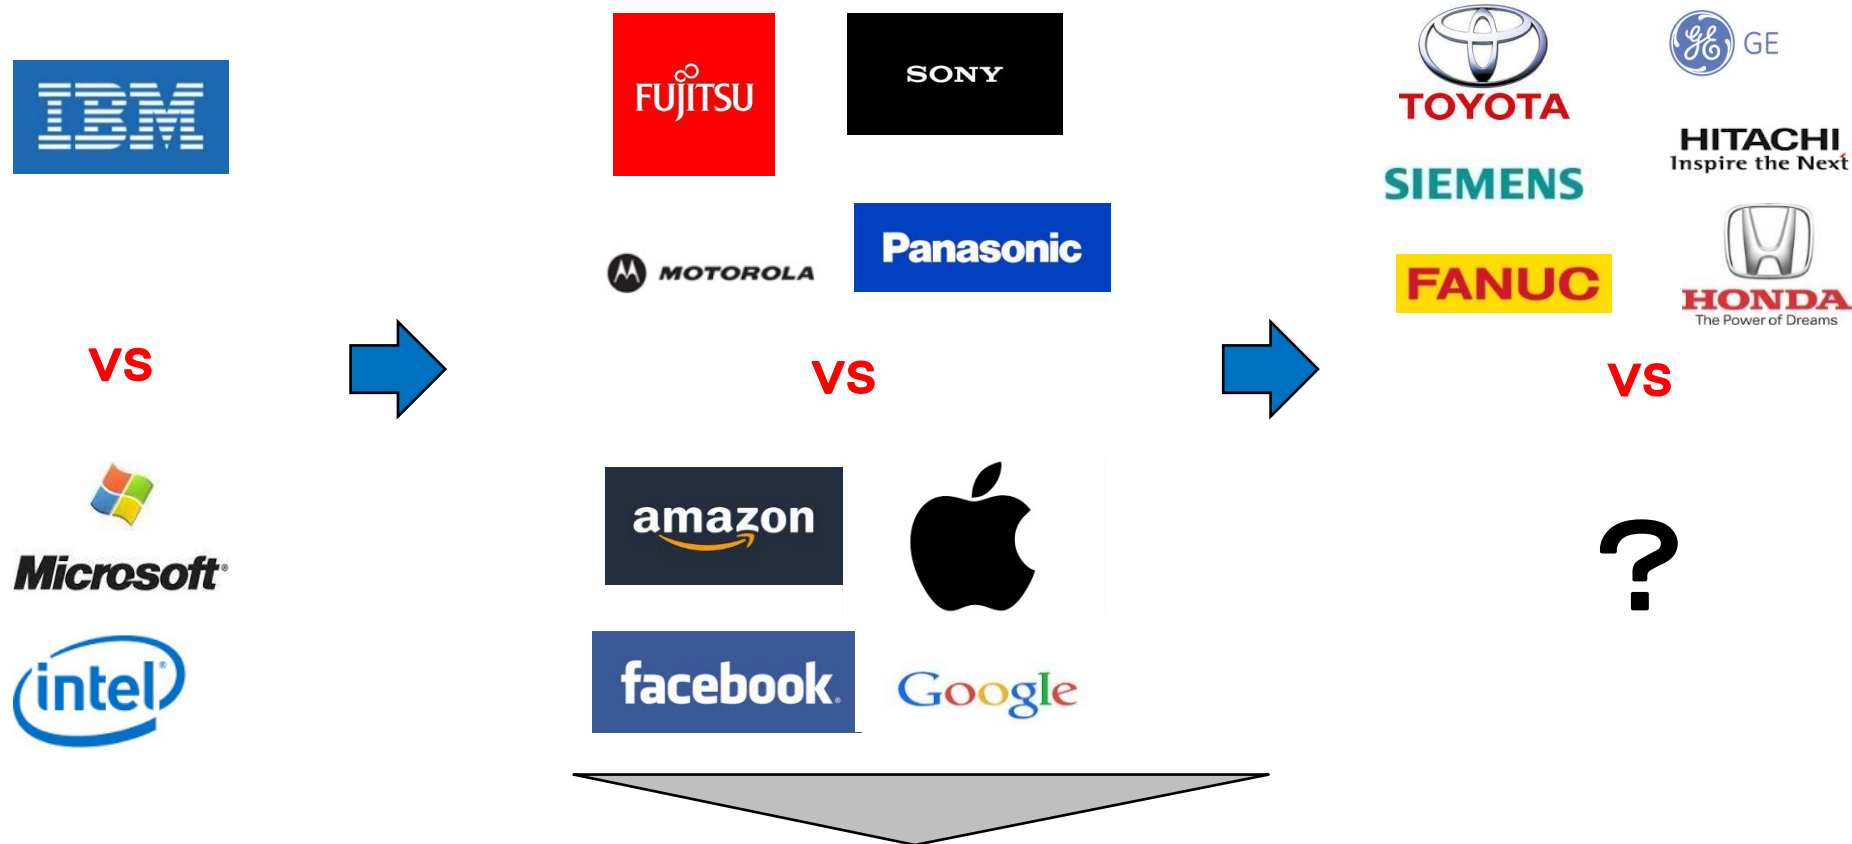 IBM
vs
Microsoft®
intel®
FUJITSU
SONY
MOTOROLA
Panasonic
vs
amazon
facebook®
Google
TOYOTA
GE
GE
HITACHI
Inspire the Next
SIEMENS
FANUC
HONDA
The Power of Dreams
vs
?